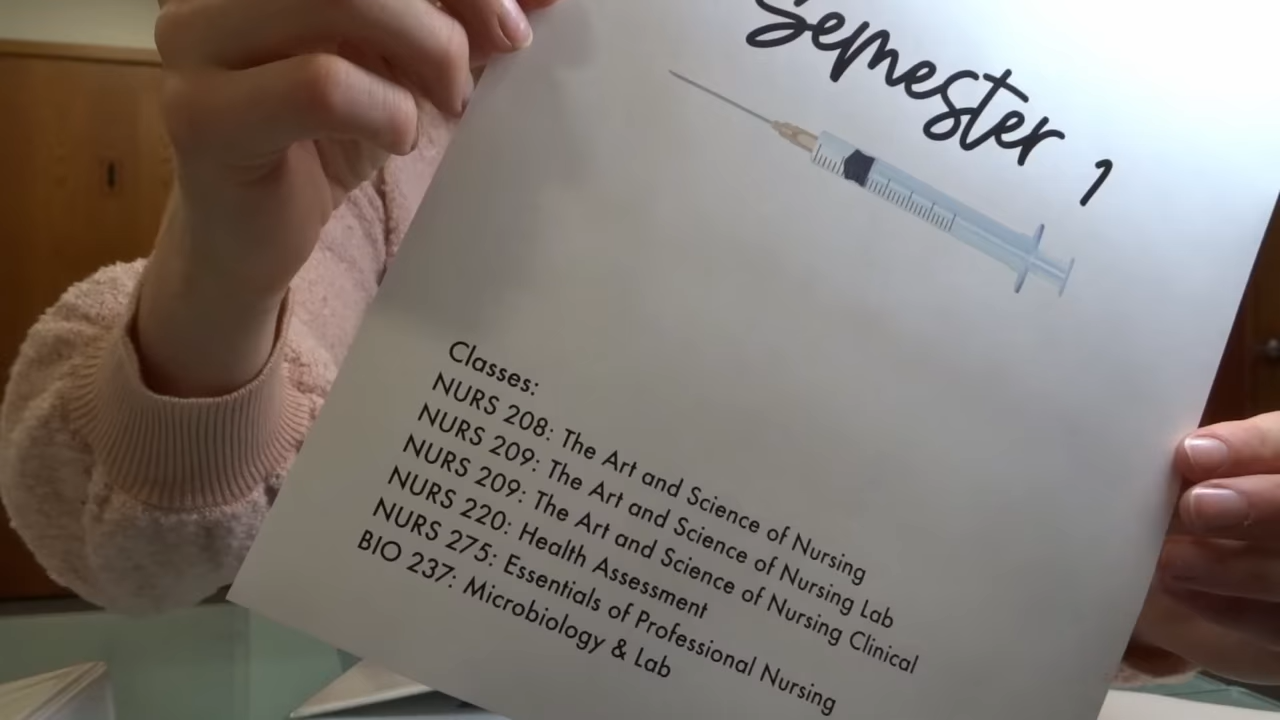 Semester 1
Classes:
NURS 208: The Art and Science of Nursing
NURS 209: The Art and Science of Nursing Lab
NURS 209: The Art and Science of Nursing Clinical
NURS 220: Health Assessment
NURS 275: Essentials of Professional Nursing
BIO 237: Microbiology & Lab